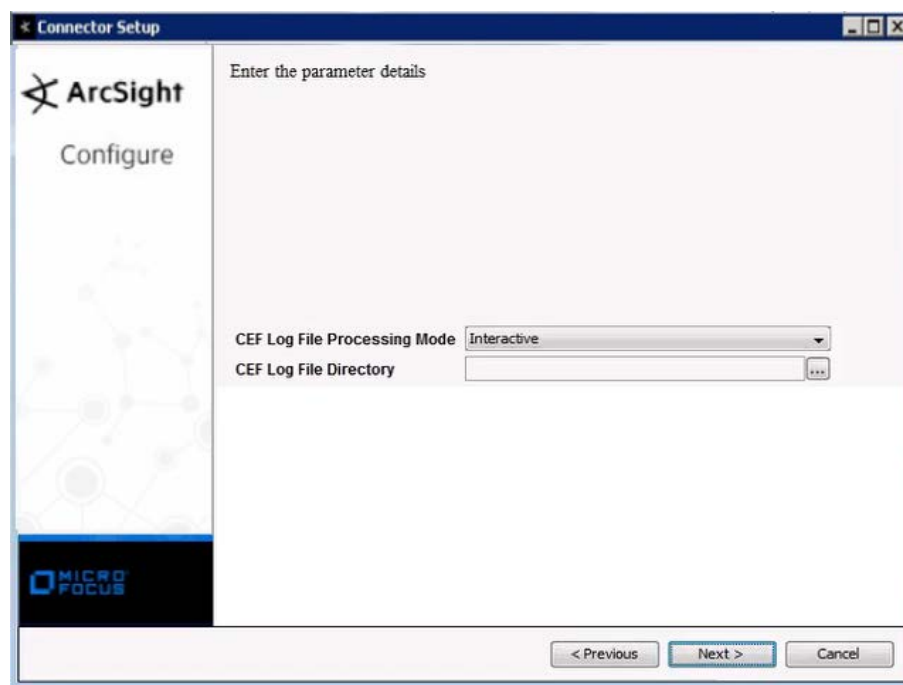 Connector Setup
ArcSight
Configure
Enter the parameter details
CEF Log File Processing Mode Interactive
CEF Log File Directory ...
MICRO
FOCUS
< Previous Next > Cancel